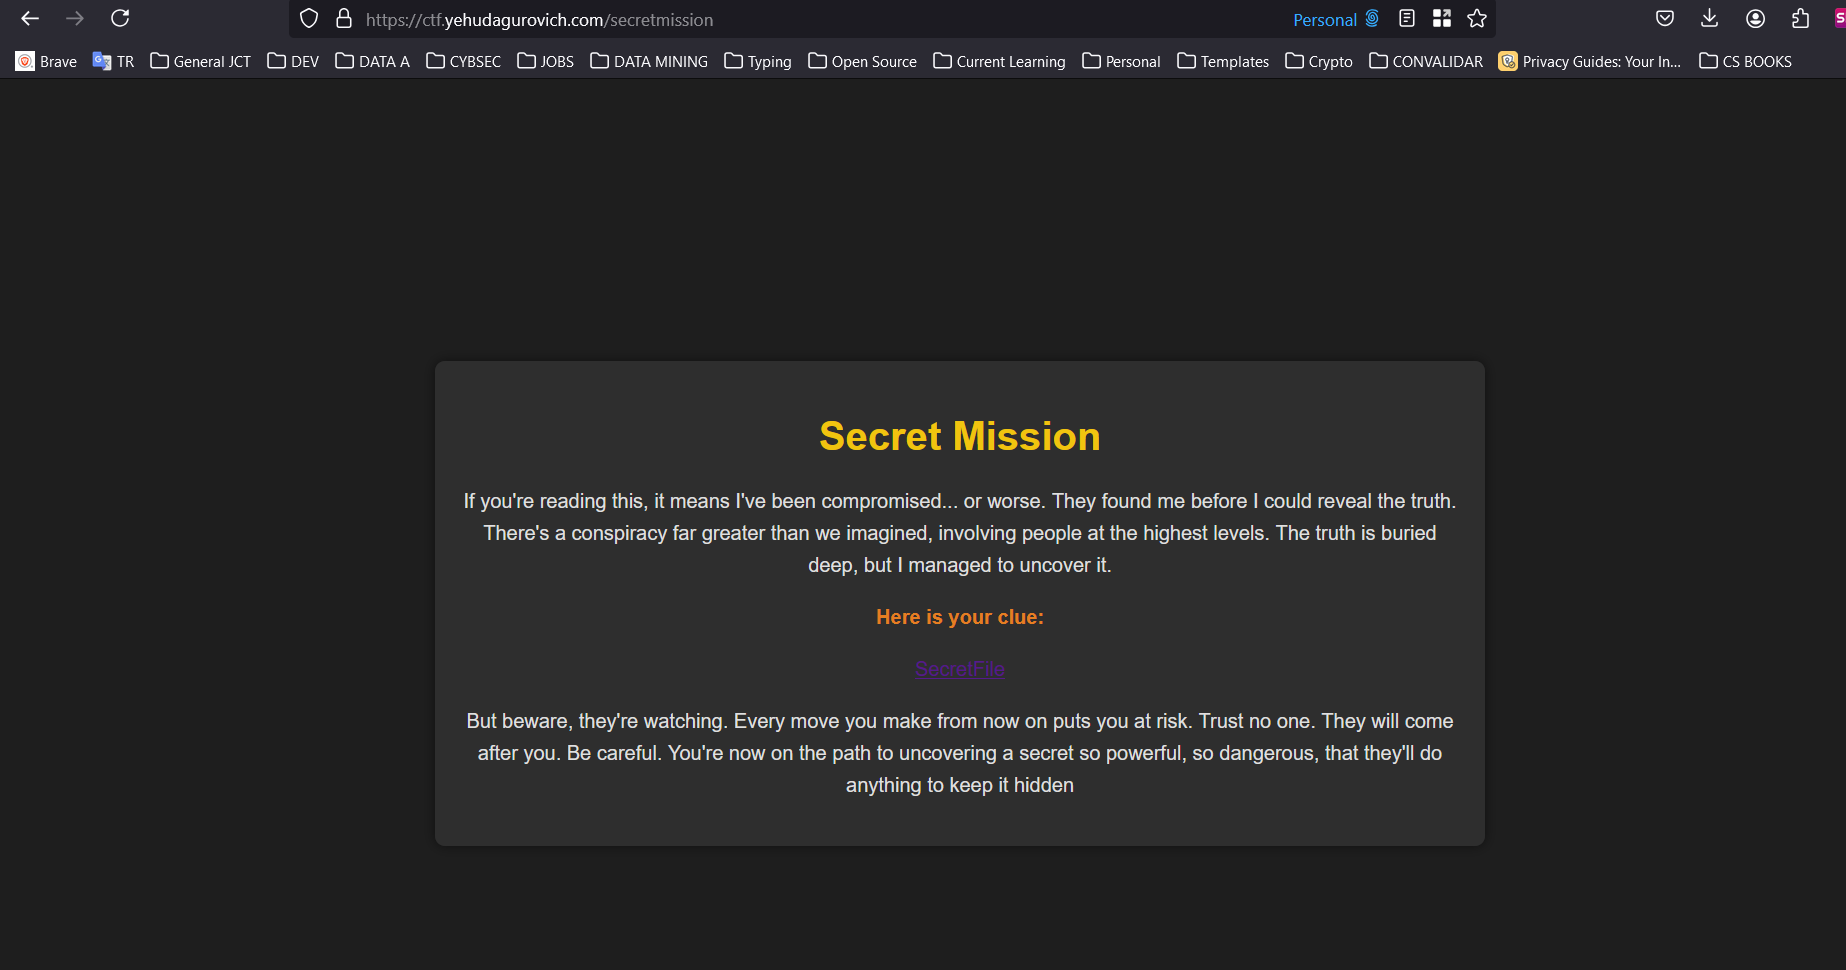 https://ctf.yehudagurovich.com/secretmission Personal
Brave TR General JCT DEV DATA A CYBSEC JOBS DATA MINING Typing Open Source Current Learning Personal Templates Crypto CONVALIDAR Privacy Guides: Your In... CS BOOKS
Secret Mission
If you're reading this, it means I've been compromised... or worse. They found me before I could reveal the truth.
There's a conspiracy far greater than we imagined, involving people at the highest levels. The truth is buried
deep, but I managed to uncover it.
Here is your clue:
SecretFile
But beware, they're watching. Every move you make from now on puts you at risk. Trust no one. They will come
after you. Be careful. You're now on the path to uncovering a secret so powerful, so dangerous, that they'll do
anything to keep it hidden